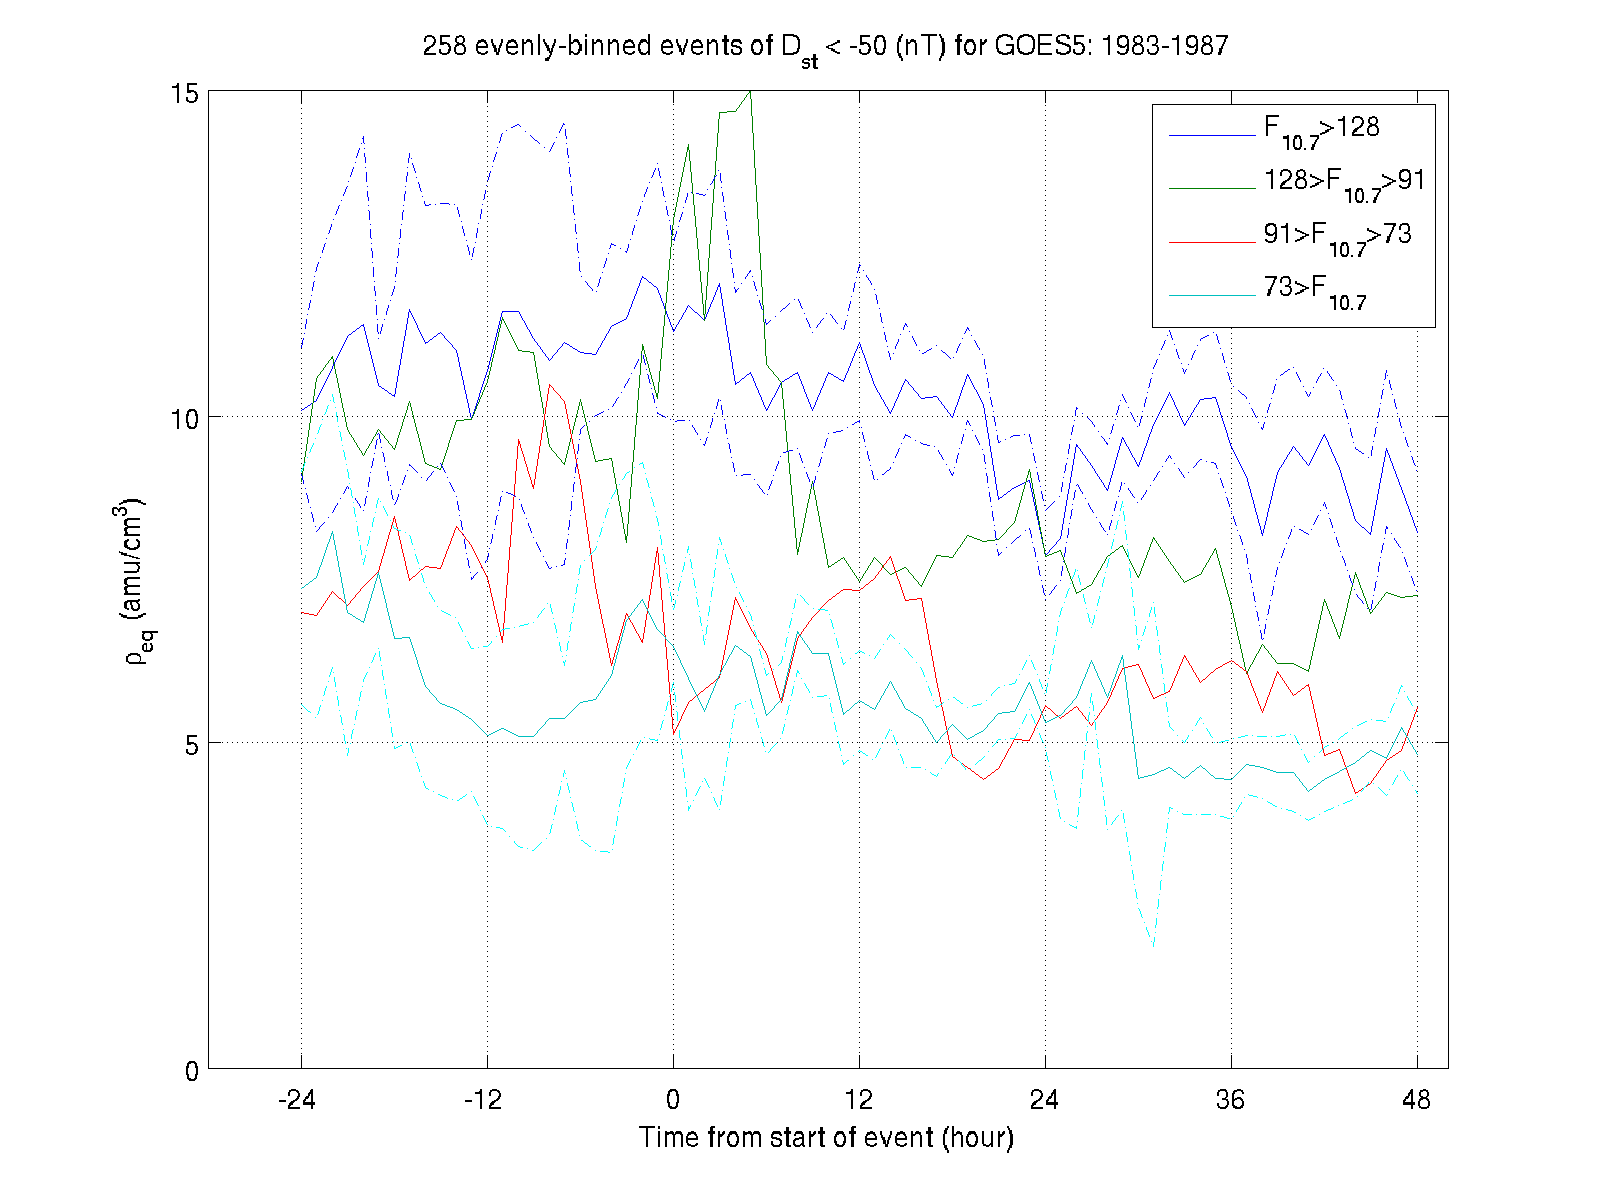 258 evenly-binned events of Dst < -50 (nT) for GOES5: 1983-1987
15
10
5
0
ρeq (amu/cm3)
F10.7>128
128>F10.7>91
91>F10.7>73
73>F10.7
-24 -12 0 12 24 36 48
Time from start of event (hour)